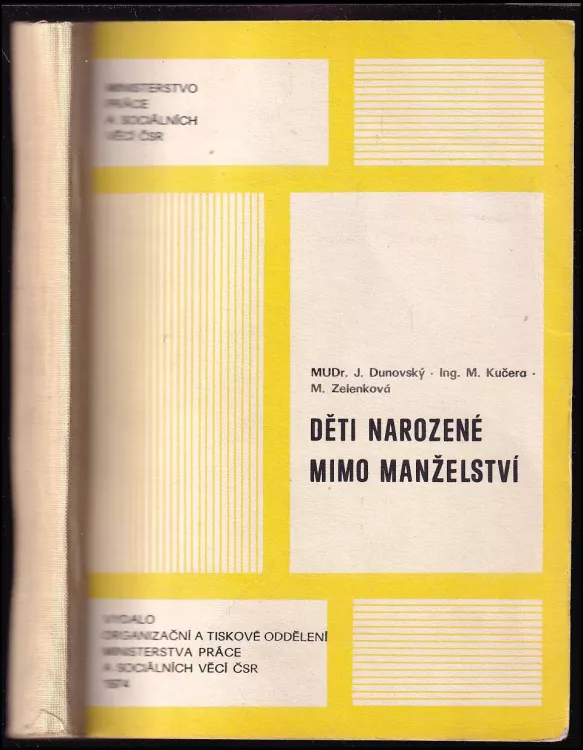 MINISTERSTVO
PRÁCE
A SOCIÁLNÍCH
VĚCÍ ČSR
MUDr. J. Dunovský · Ing. M. Kučera ·
M. Zelenková
DĚTI NAROZENÉ
MIMO MANŽELSTVÍ
VYDALO
ORGANIZAČNÍ A TISKOVÉ ODDĚLENÍ
MINISTERSTVA PRÁCE
A SOCIÁLNÍCH VĚCÍ ČSR
1974